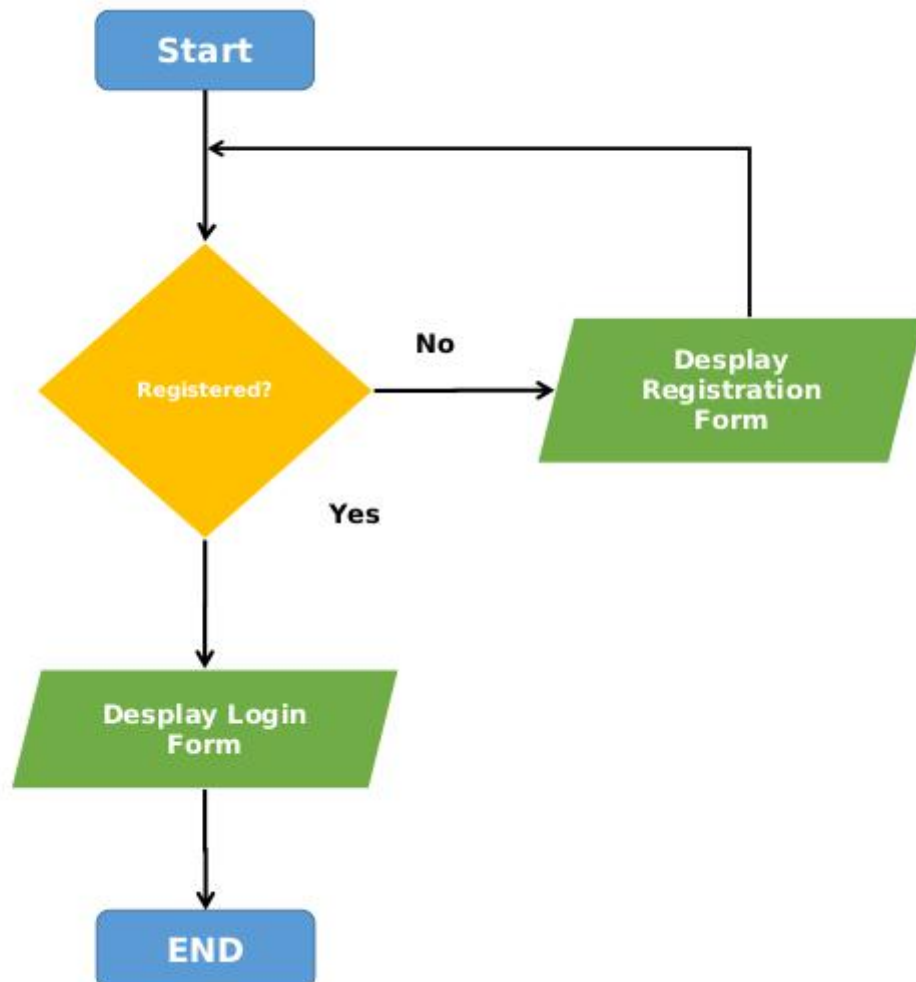 Start
No
Desplay
Registration
Form
Registered?
Yes
Desplay Login
Form
END